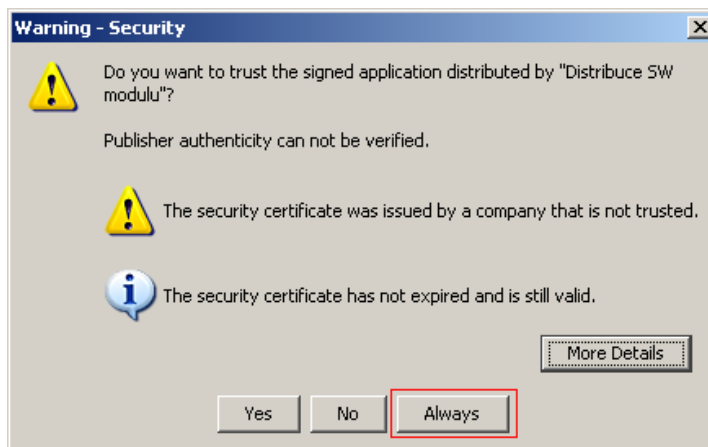 Warning - Security
Do you want to trust the signed application distributed by "Distribuce SW
modulu"?
Publisher authenticity can not be verified.
The security certificate was issued by a company that is not trusted.
The security certificate has not expired and is still valid.
More Details
Yes No Always